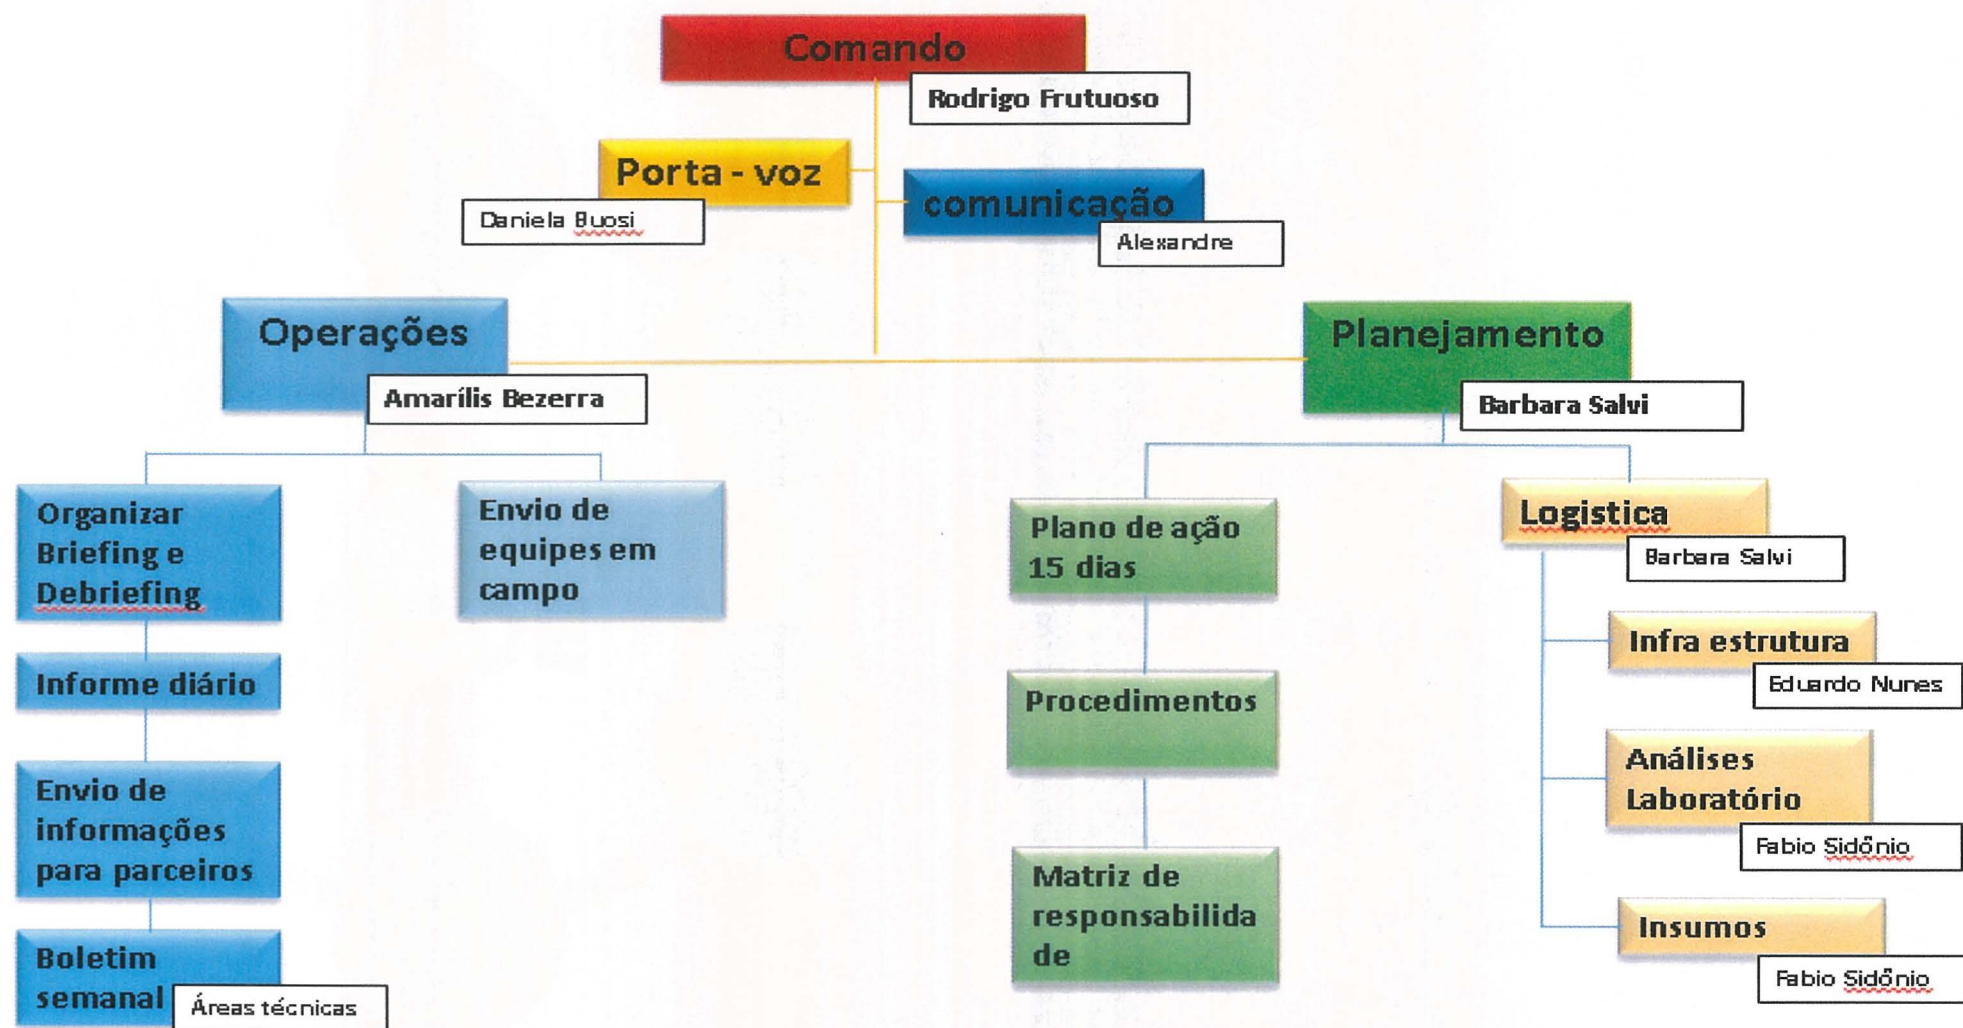 Comando
Rodrigo Frutuoso
Porta - voz
Daniela Buosi
comunicação
Alexandre
Operações
Amarílis Bezerra
Planejamento
Barbara Salvi
Organizar
Briefing e
Debriefing
Envio de
equipes em
campo
Informe diário
Envio de
informações
para parceiros
Boletim
semanal
Áreas técnicas
Plano de ação
15 dias
Procedimentos
Matriz de
responsabilida
de
Logistica
Barbara Salvi
Infra estrutura
Eduardo Nunes
Análises
Laboratório
Fabio Sidônio
Insumos
Fabio Sidônio